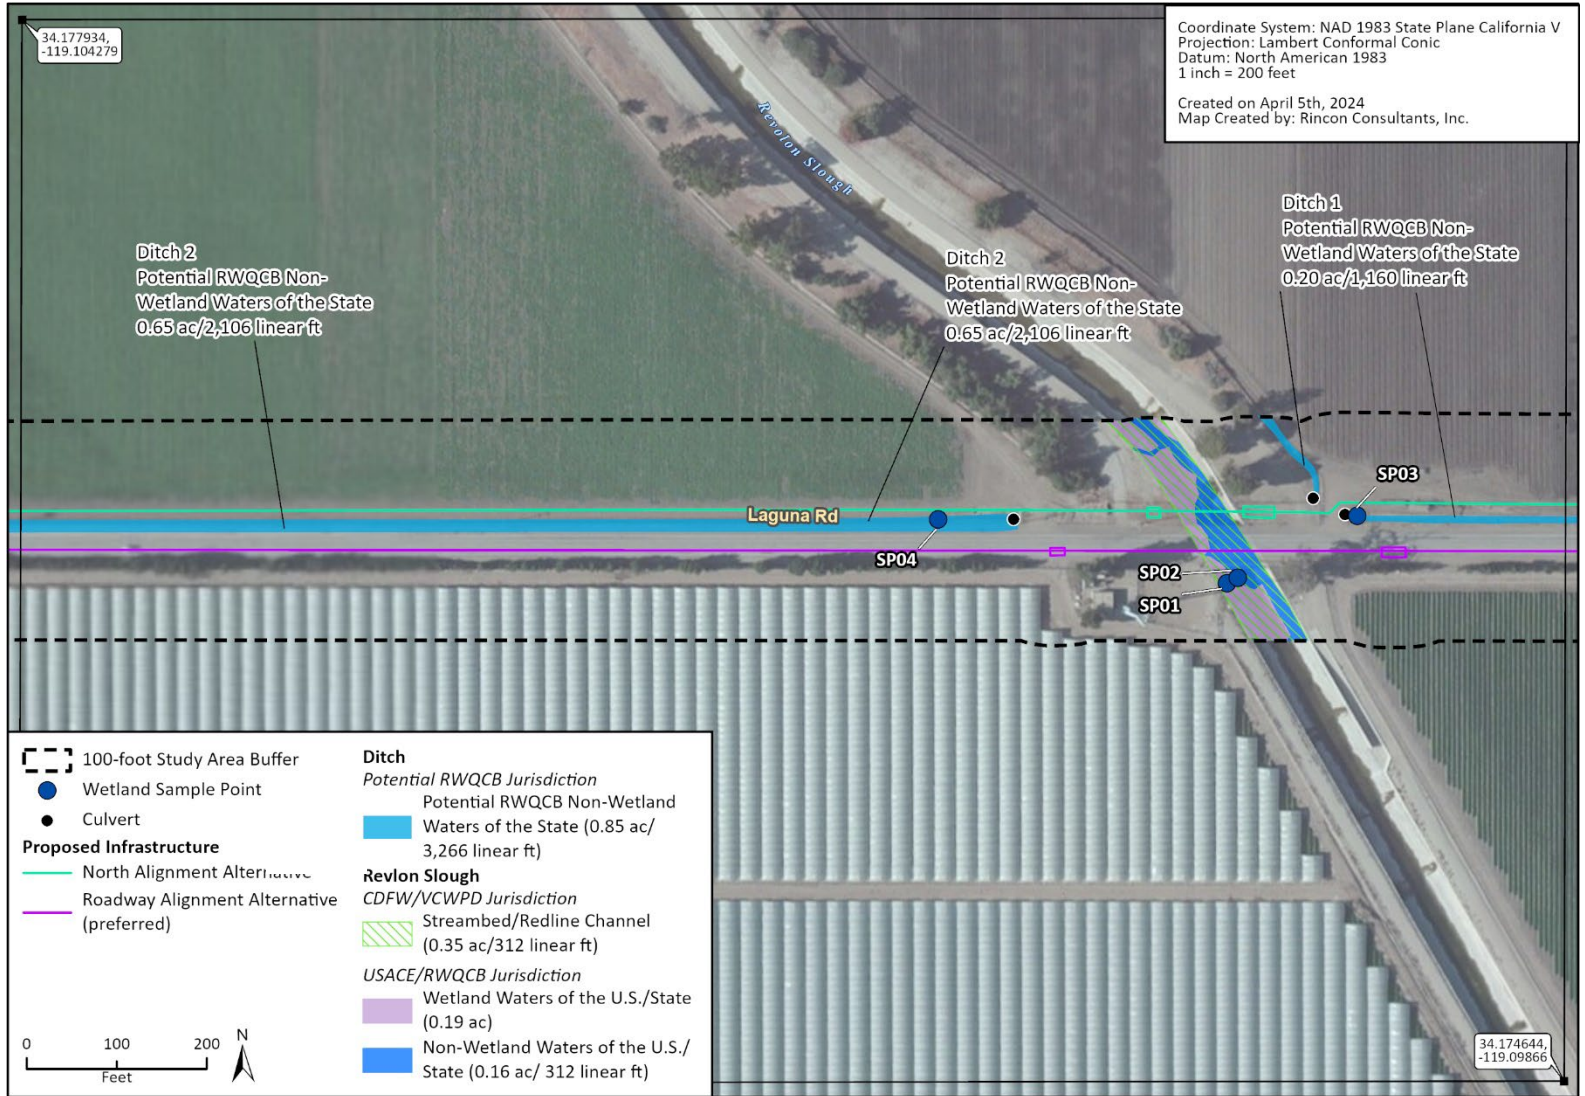 34.177934,
-119.104279
Coordinate System: NAD 1983 State Plane California V
Projection: Lambert Conformal Conic
Datum: North American 1983
1 inch = 200 feet
Created on April 5th, 2024
Map Created by: Rincon Consultants, Inc.
Revolon Slough
Ditch 1
Potential RWQCB Non-
Wetland Waters of the State
0.20 ac/1,160 linear ft
Ditch 2
Potential RWQCB Non-
Wetland Waters of the State
0.65 ac/2,106 linear ft
Ditch 2
Potential RWQCB Non-
Wetland Waters of the State
0.65 ac/2,106 linear ft
SP03
Laguna Rd
SP04
SP02
SP01
100-foot Study Area Buffer
Wetland Sample Point
Culvert
Proposed Infrastructure
North Alignment Alternative
Roadway Alignment Alternative
(preferred)
0 100 200
Feet
N
Ditch
Potential RWQCB Jurisdiction
Potential RWQCB Non-Wetland
Waters of the State (0.85 ac/
3,266 linear ft)
Revlon Slough
CDFW/VCWPD Jurisdiction
Streambed/Redline Channel
(0.35 ac/312 linear ft)
USACE/RWQCB Jurisdiction
Wetland Waters of the U.S./State
(0.19 ac)
Non-Wetland Waters of the U.S./
State (0.16 ac/ 312 linear ft)
34.174644,
-119.09866